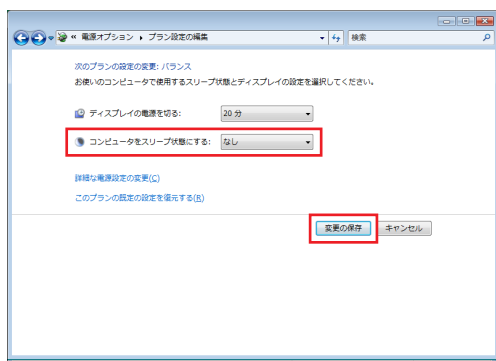 « 電源オプション ▸ プラン設定の編集
検索
次のプランの設定の変更: バランス
お使いのコンピュータで使用するスリープ状態とディスプレイの設定を選択してください。
ディスプレイの電源を切る: 20 分
コンピュータをスリープ状態にする: なし
詳細な電源設定の変更(C)
このプランの既定の設定を復元する(R)
変更の保存 キャンセル